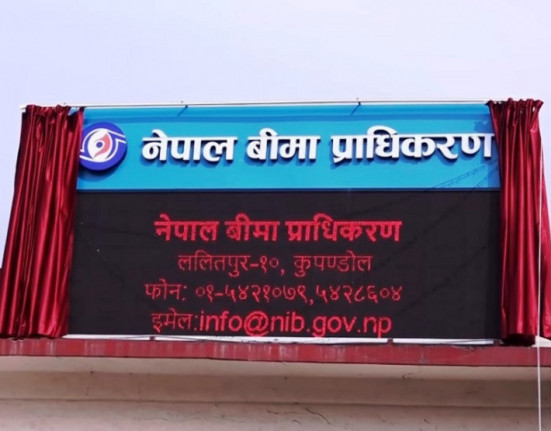 नेपाल बीमा प्राधिकरण
नेपाल बीमा प्राधिकरण
ललितपुर-१०, कुपण्डोल
फोन: ०१-५४२१०७९,५४२८६०४
इमेल:info@nib.gov.np